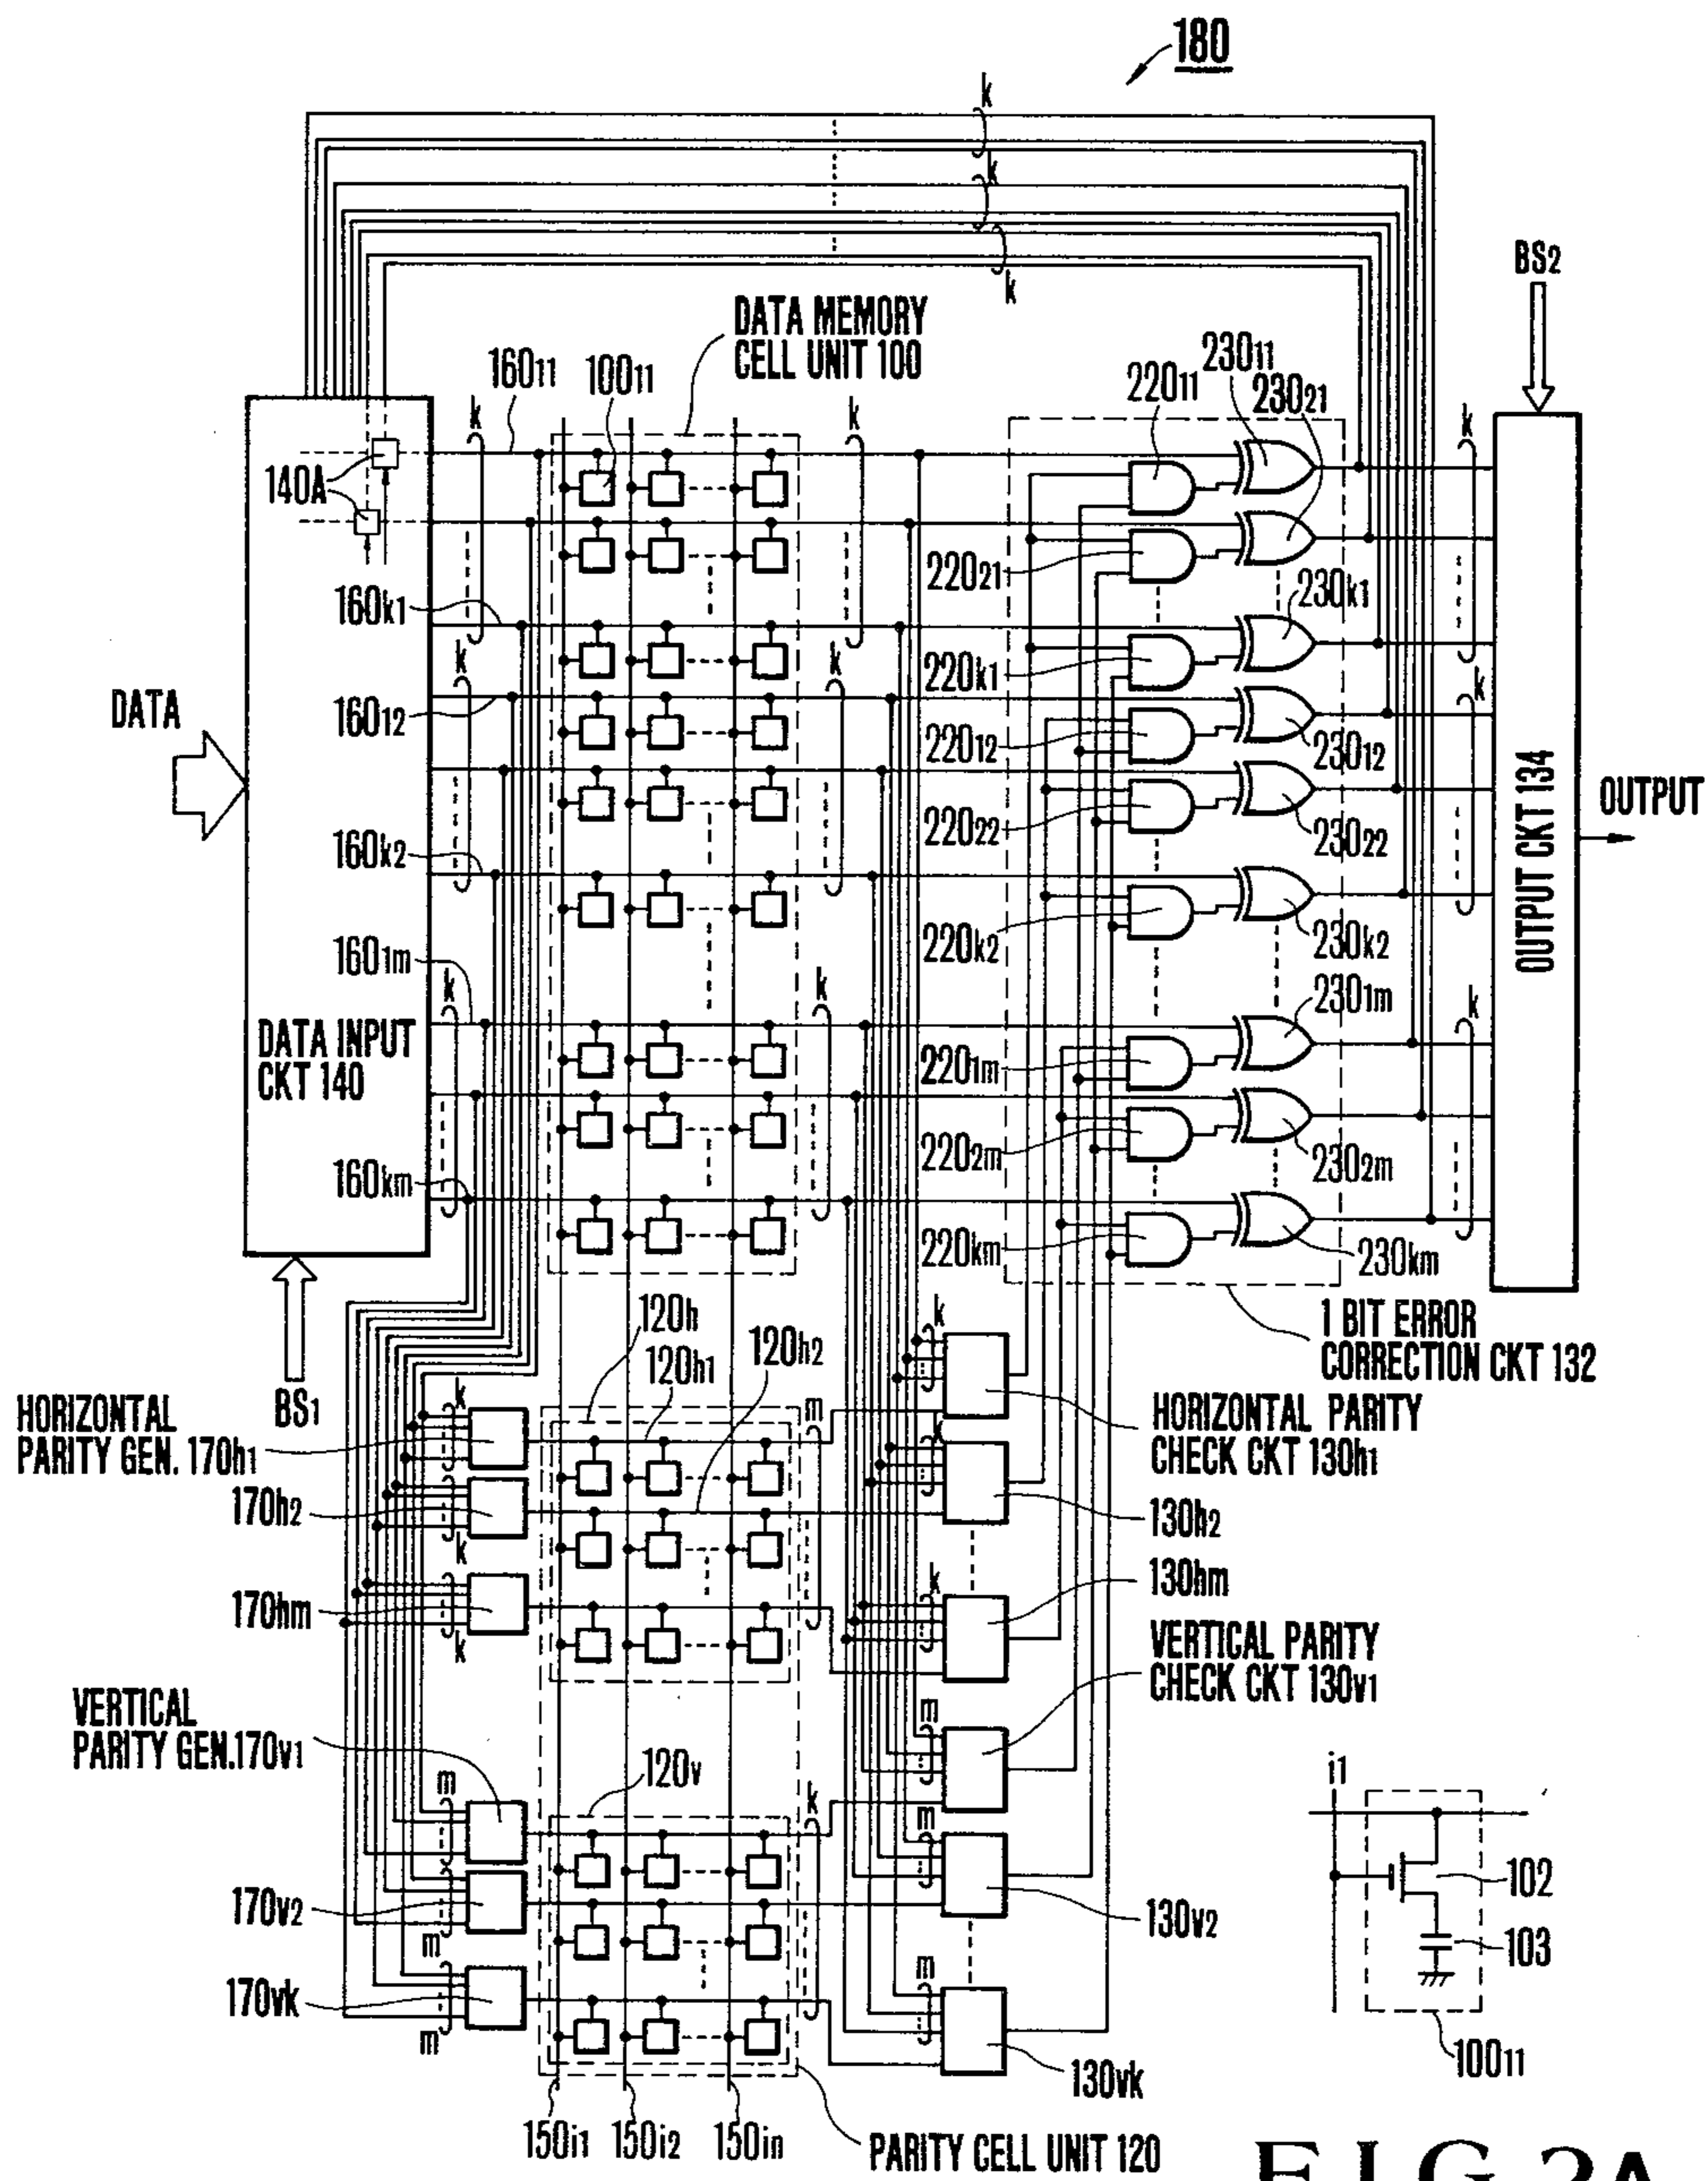 180
k
k
k
BS2
DATA MEMORY
CELL UNIT 100
16011
10011
22011
23011
23021
k
k
k
140A
22021
230k1
160k1
220k1
k
k
k
DATA
16012
22012
23012
OUTPUT CKT 134
OUTPUT
22022
23022
160k2
220k2
230k2
1601m
k
k
2301m
k
DATA INPUT
CKT 140
2201m
2202m
2302m
160km
220km
230km
120h
120h1
120h2
1 BIT ERROR
CORRECTION CKT 132
BS1
HORIZONTAL
PARITY GEN. 170h1
k
m
k
HORIZONTAL PARITY
CHECK CKT 130h1
170h2
k
k
k
130h2
170hm
k
k
130hm
VERTICAL PARITY
CHECK CKT 130v1
VERTICAL
PARITY GEN.170v1
m
120v
k
m
i1
m
m
102
170v2
m
130v2
103
170vk
m
m
130vk
10011
150i1
150i2
150in
PARITY CELL UNIT 120
FIG.2A